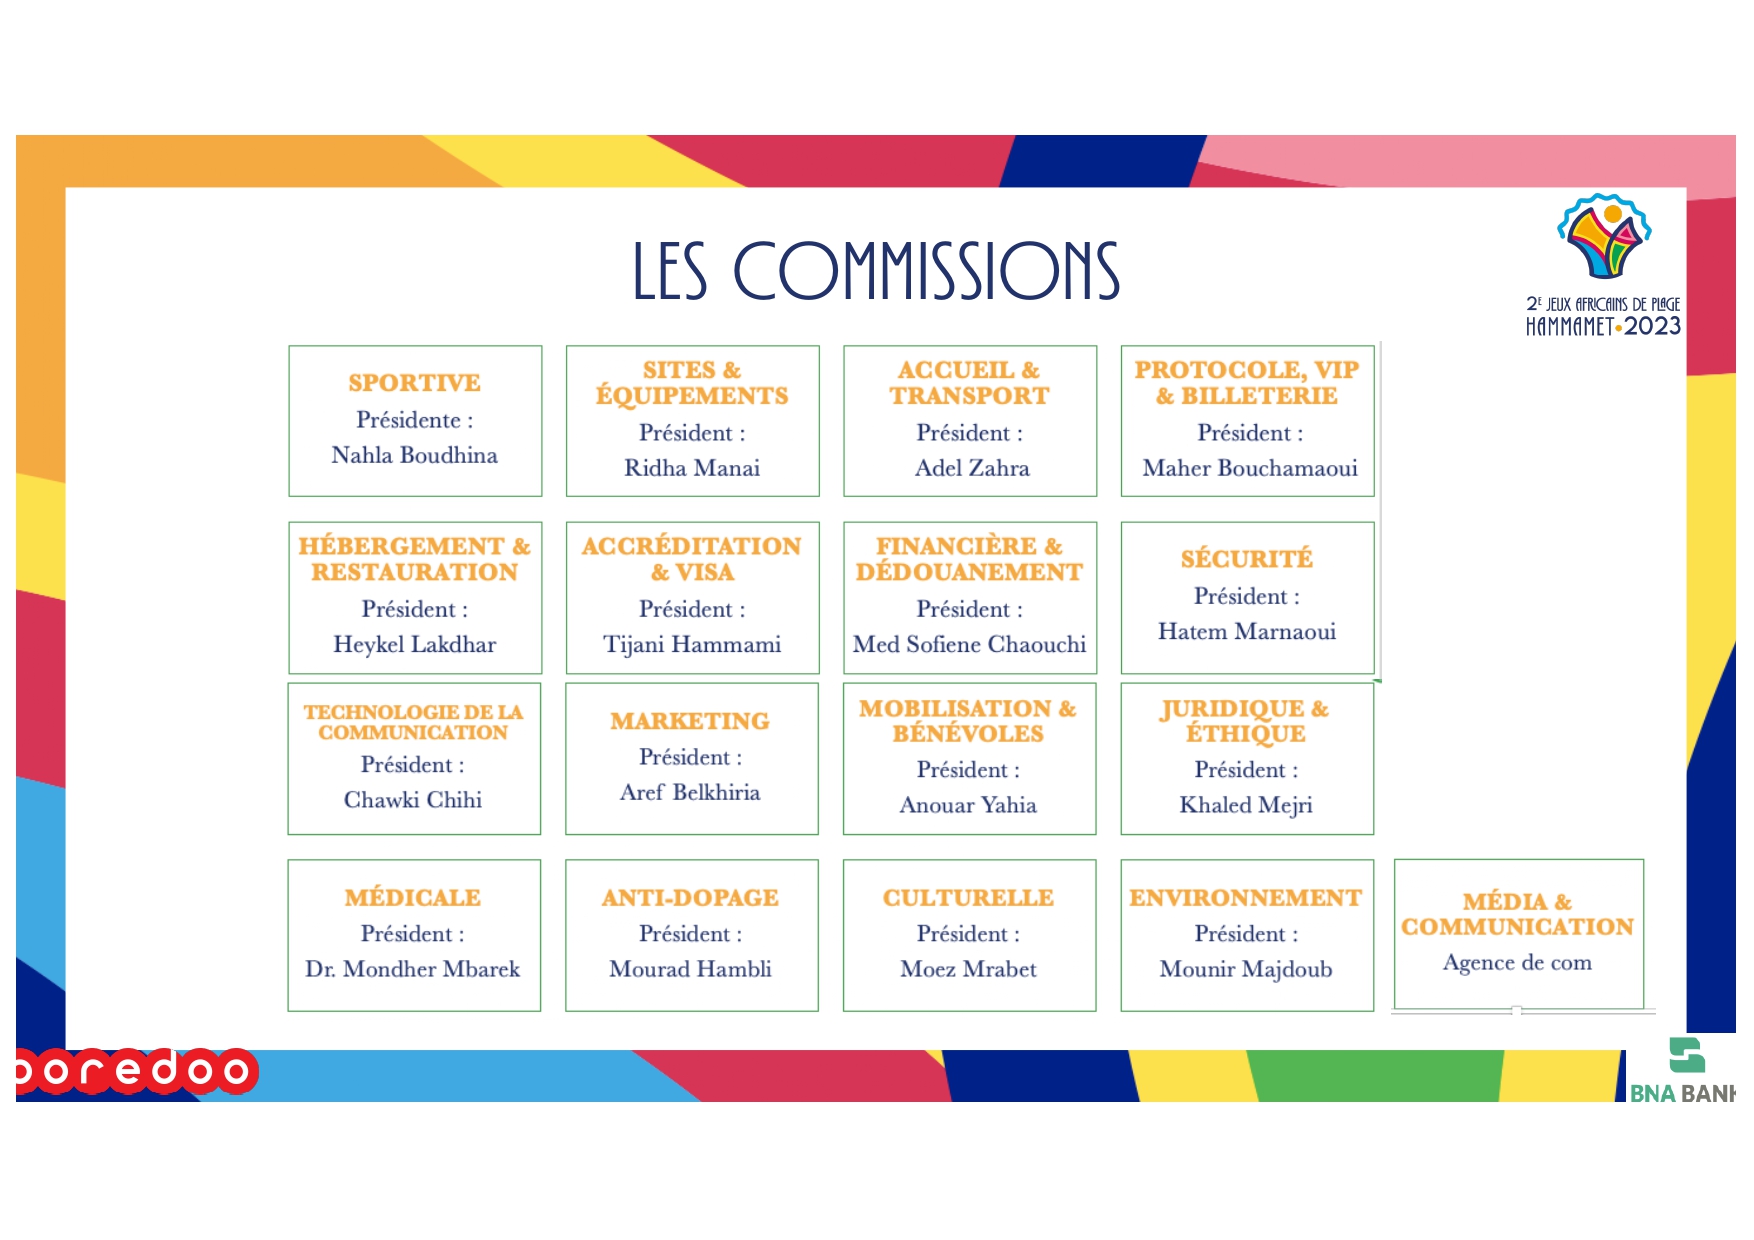 LES COMMISSIONS
2E JEUX AFRICAINS DE PLAGE
HAMMAMET•2023
SPORTIVE
Présidente :
Nahla Boudhina
SITES &
ÉQUIPEMENTS
Président :
Ridha Manai
ACCUEIL &
TRANSPORT
Président :
Adel Zahra
PROTOCOLE, VIP
& BILLETERIE
Président :
Maher Bouchamaoui
HÉBERGEMENT &
RESTAURATION
Président :
Heykel Lakdhar
ACCRÉDITATION
& VISA
Président :
Tijani Hammami
FINANCIÈRE &
DÉDOUANEMENT
Président :
Med Sofiene Chaouchi
SÉCURITÉ
Président :
Hatem Marnaoui
TECHNOLOGIE DE LA
COMMUNICATION
Président :
Chawki Chihi
MARKETING
Président :
Aref Belkhiria
MOBILISATION &
BÉNÉVOLES
Président :
Anouar Yahia
JURIDIQUE &
ÉTHIQUE
Président :
Khaled Mejri
MÉDICALE
Président :
Dr. Mondher Mbarek
ANTI-DOPAGE
Président :
Mourad Hambli
CULTURELLE
Président :
Moez Mrabet
ENVIRONNEMENT
Président :
Mounir Majdoub
MÉDIA &
COMMUNICATION
Agence de com
ooredoo
BNA BANK